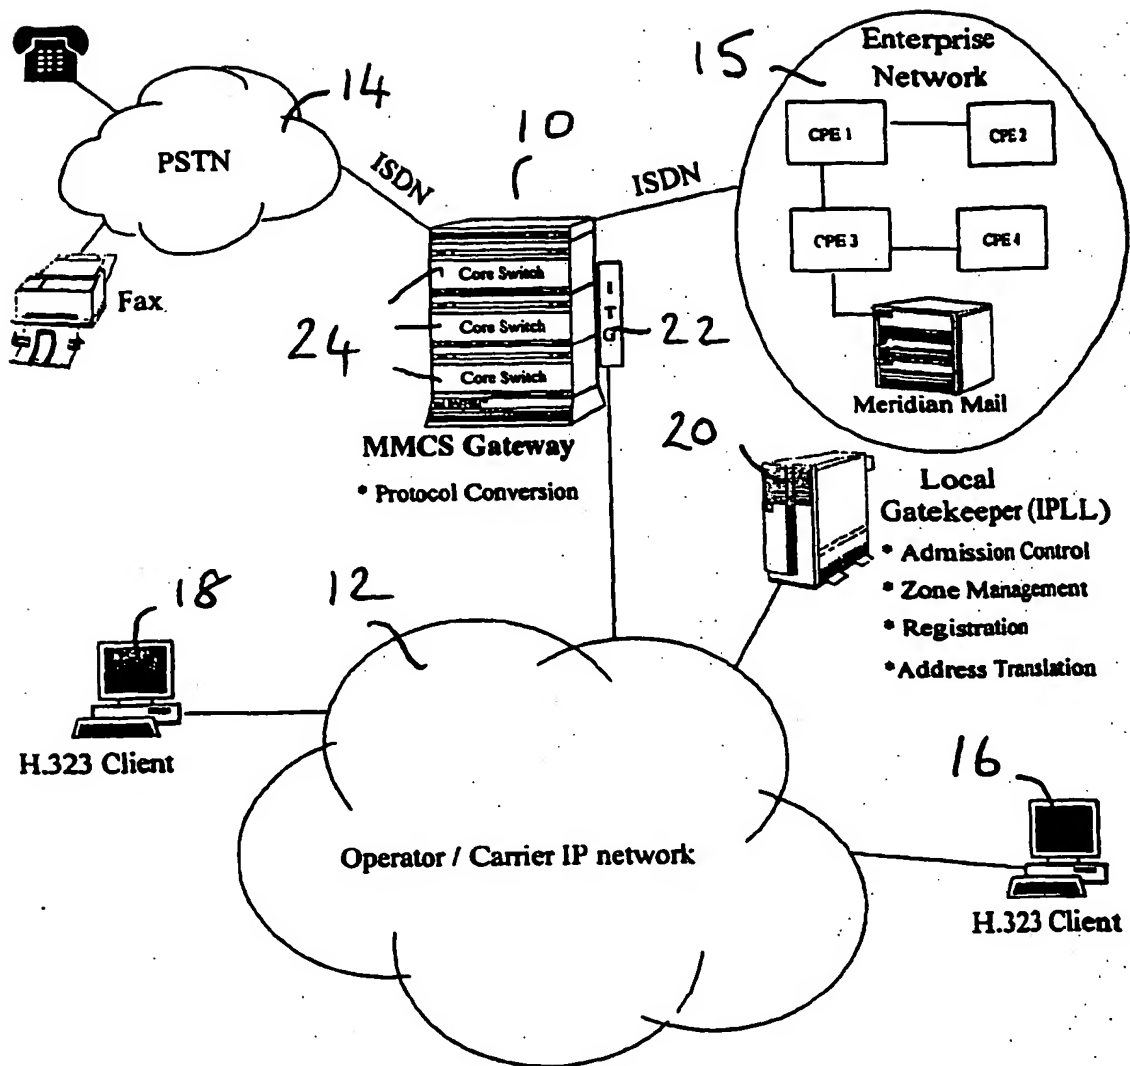 Enterprise
Network
15
14
10
PSTN
ISDN
ISDN
CPE 1
CPE 2
CPE 3
CPE 4
Core Switch
Core Switch
Core Switch
ITG
22
24
Fax
Meridian Mail
MMCS Gateway
* Protocol Conversion
20
Local
Gatekeeper (IPLL)
* Admission Control
* Zone Management
* Registration
* Address Translation
18
12
H.323 Client
16
Operator / Carrier IP network
H.323 Client